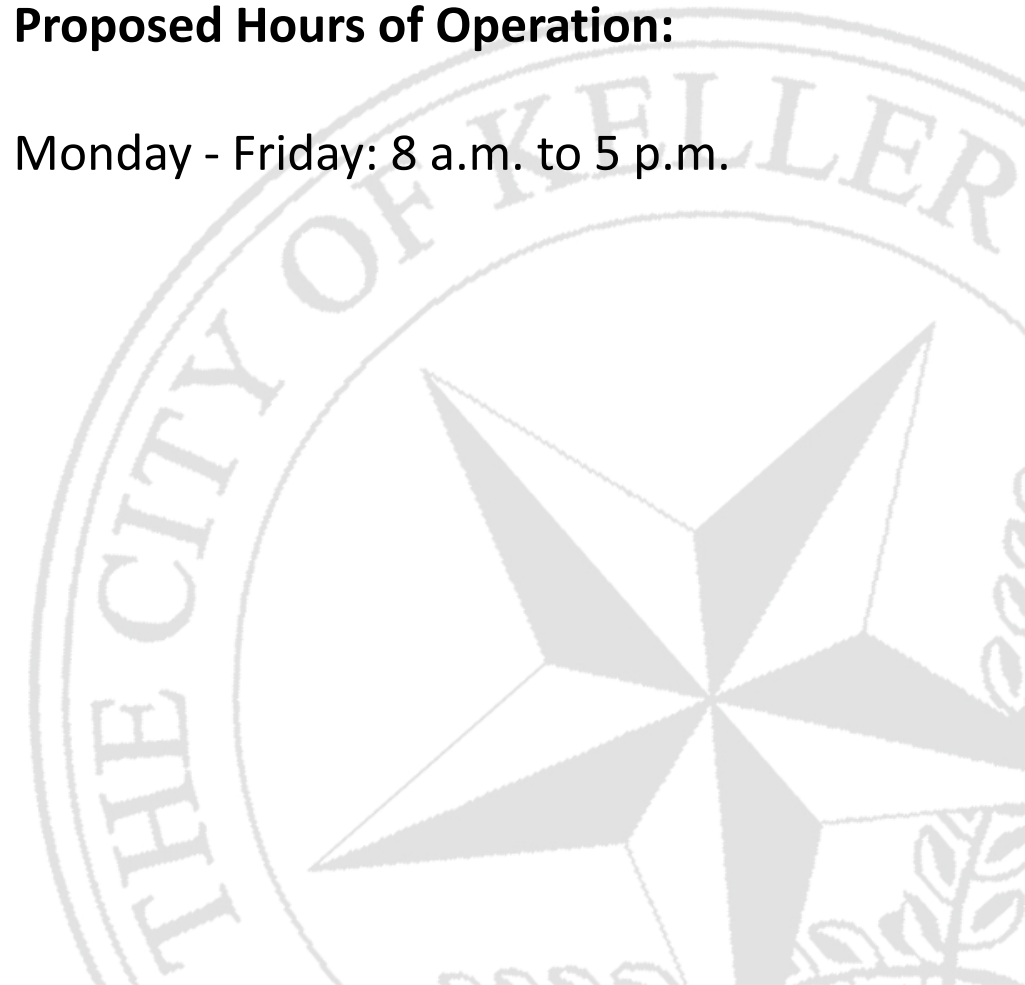 Proposed Hours of Operation:
Monday - Friday: 8 a.m. to 5 p.m.
THE CITY OF KELLER